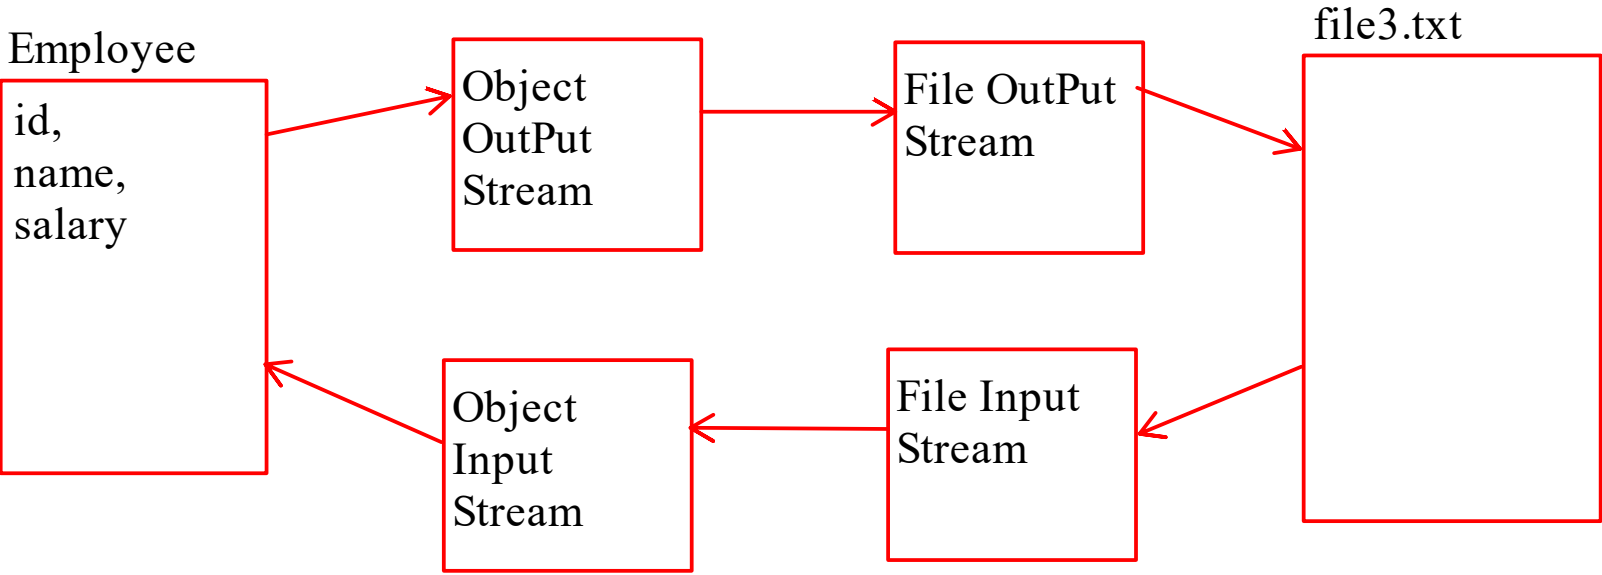 Employee
id,
name,
salary
Object
OutPut
Stream
File OutPut
Stream
file3.txt
Object
Input
Stream
File Input
Stream